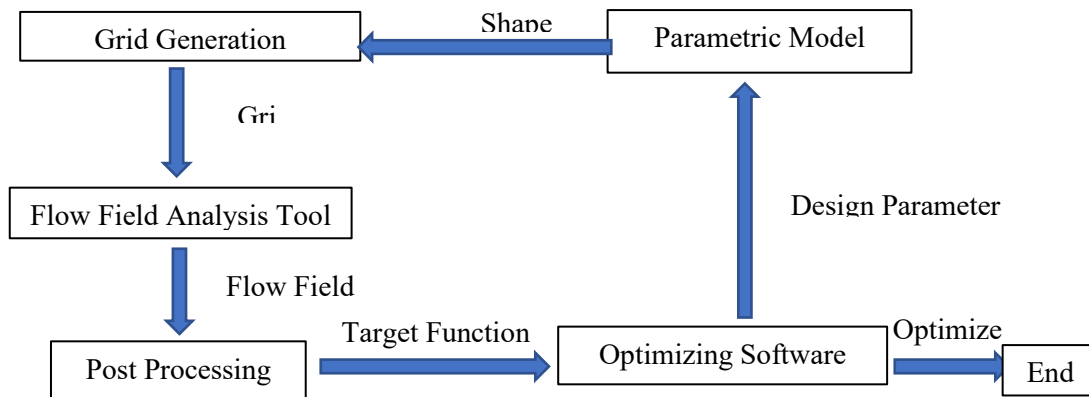 Shape
Grid Generation
Parametric Model
Gri
Flow Field Analysis Tool
Design Parameter
Flow Field
Target Function
Optimize
Post Processing
Optimizing Software
End